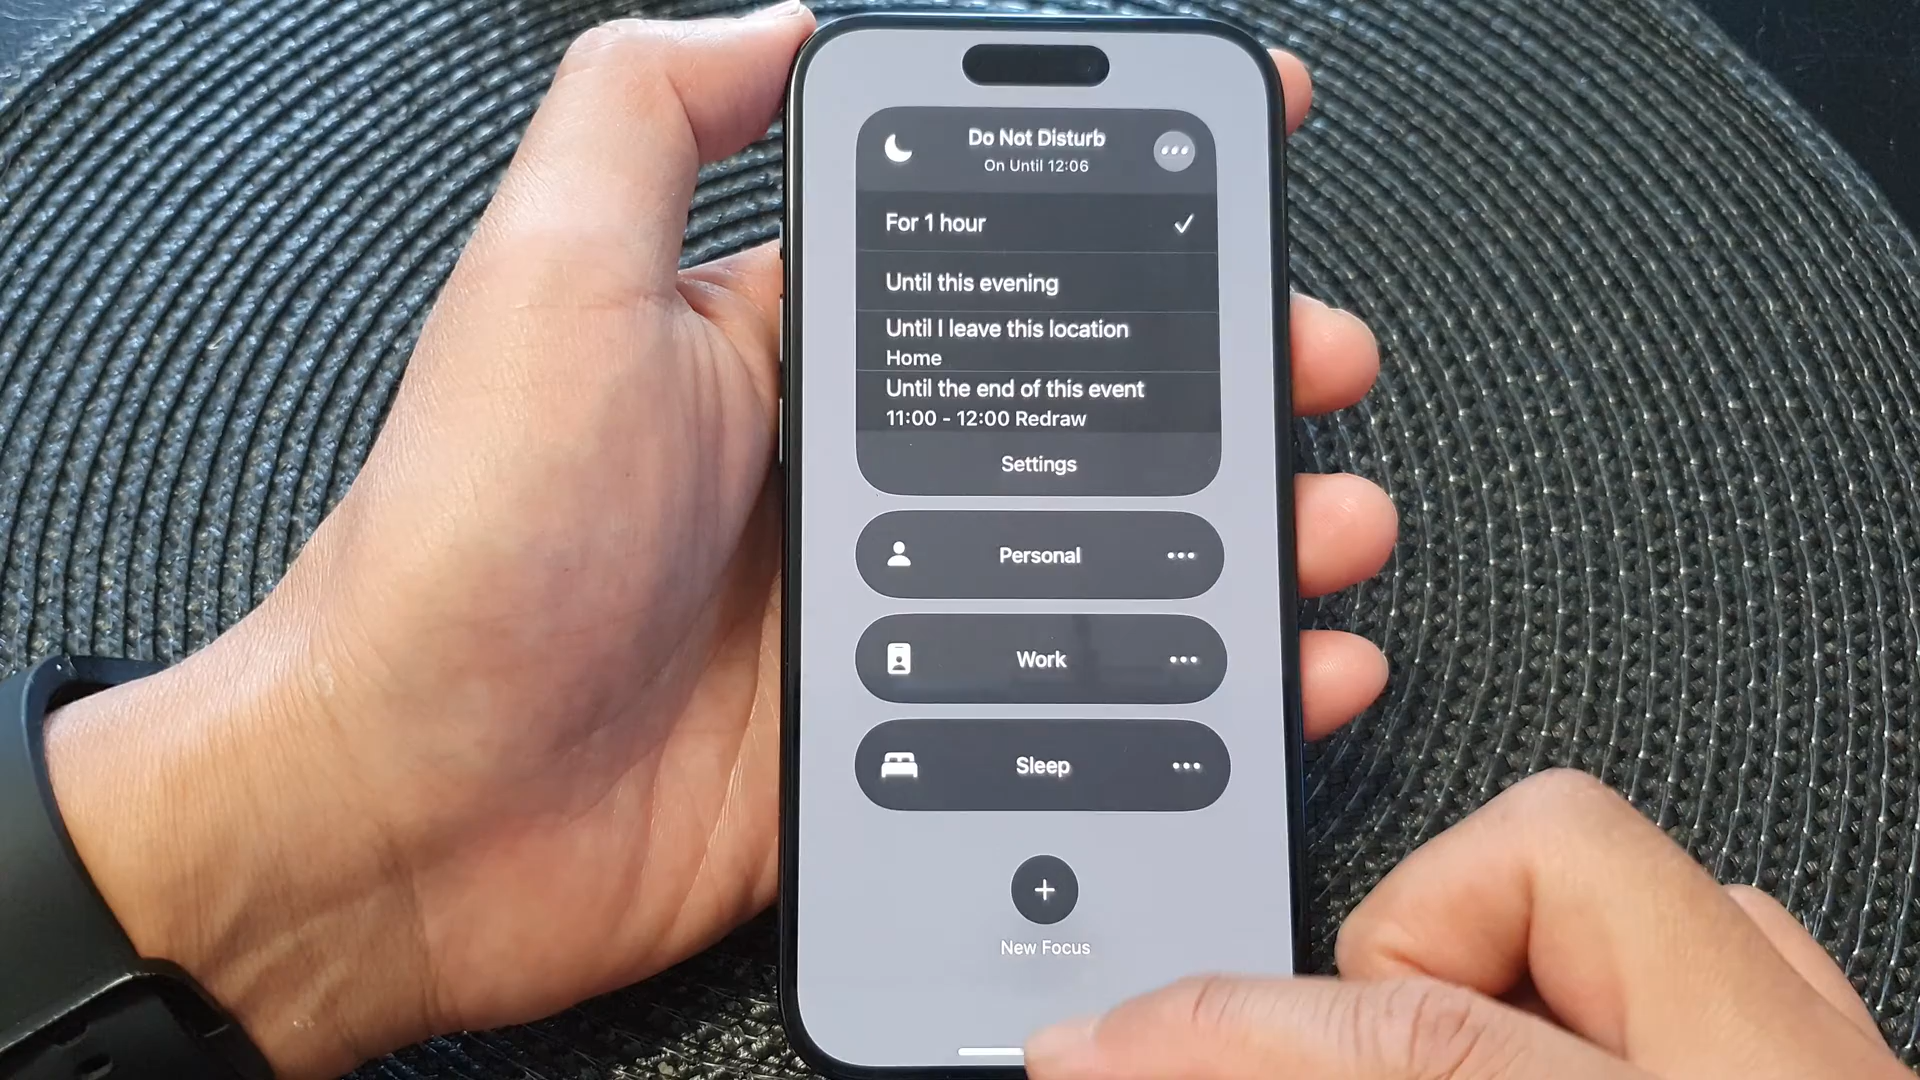 Do Not Disturb
On Until 12:06
For 1 hour
Until this evening
Until I leave this location
Home
Until the end of this event
11:00 - 12:00 Redraw
Settings
Personal
Work
Sleep
New Focus